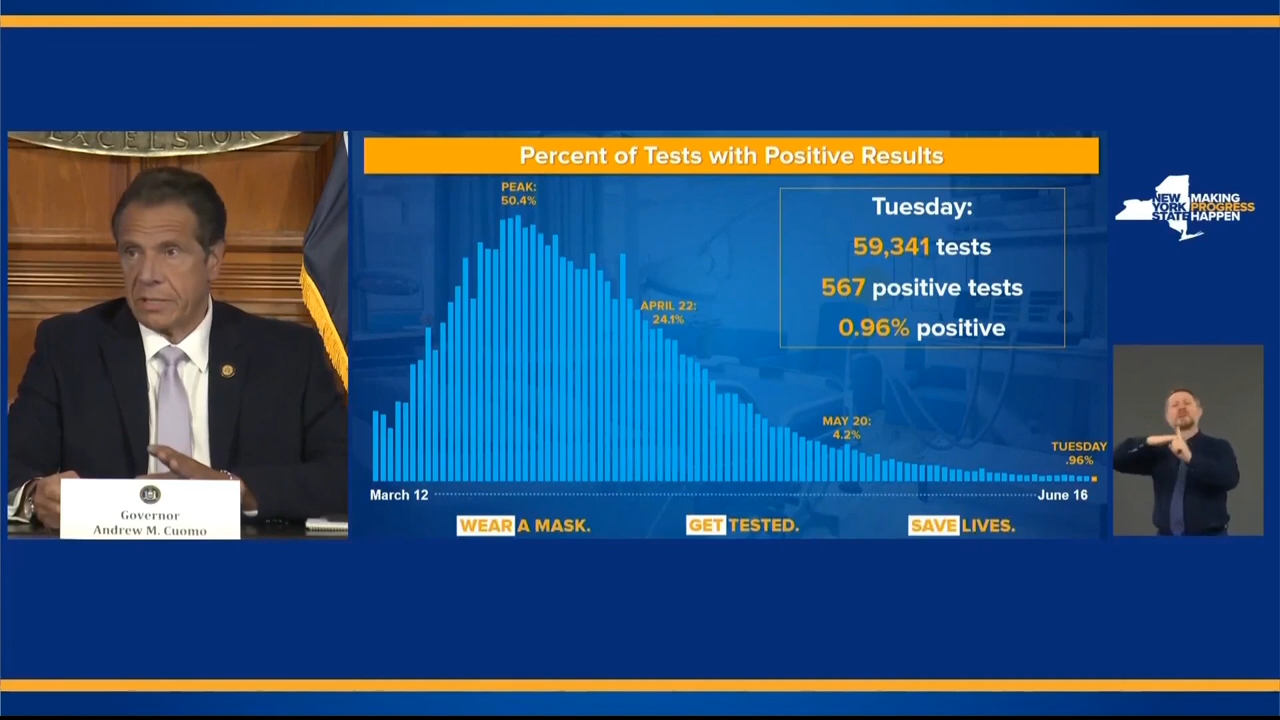 EXCELSIOR
Percent of Tests with Positive Results
PEAK:
50.4%
APRIL 22:
24.1%
MAY 20:
4.2%
TUESDAY
.96%
Tuesday:
59,341 tests
567 positive tests
0.96% positive
March 12
June 16
WEAR A MASK.
GET TESTED.
SAVE LIVES.
Governor
Andrew M. Cuomo
NEW
YORK
STATE
MAKING
PROGRESS
HAPPEN